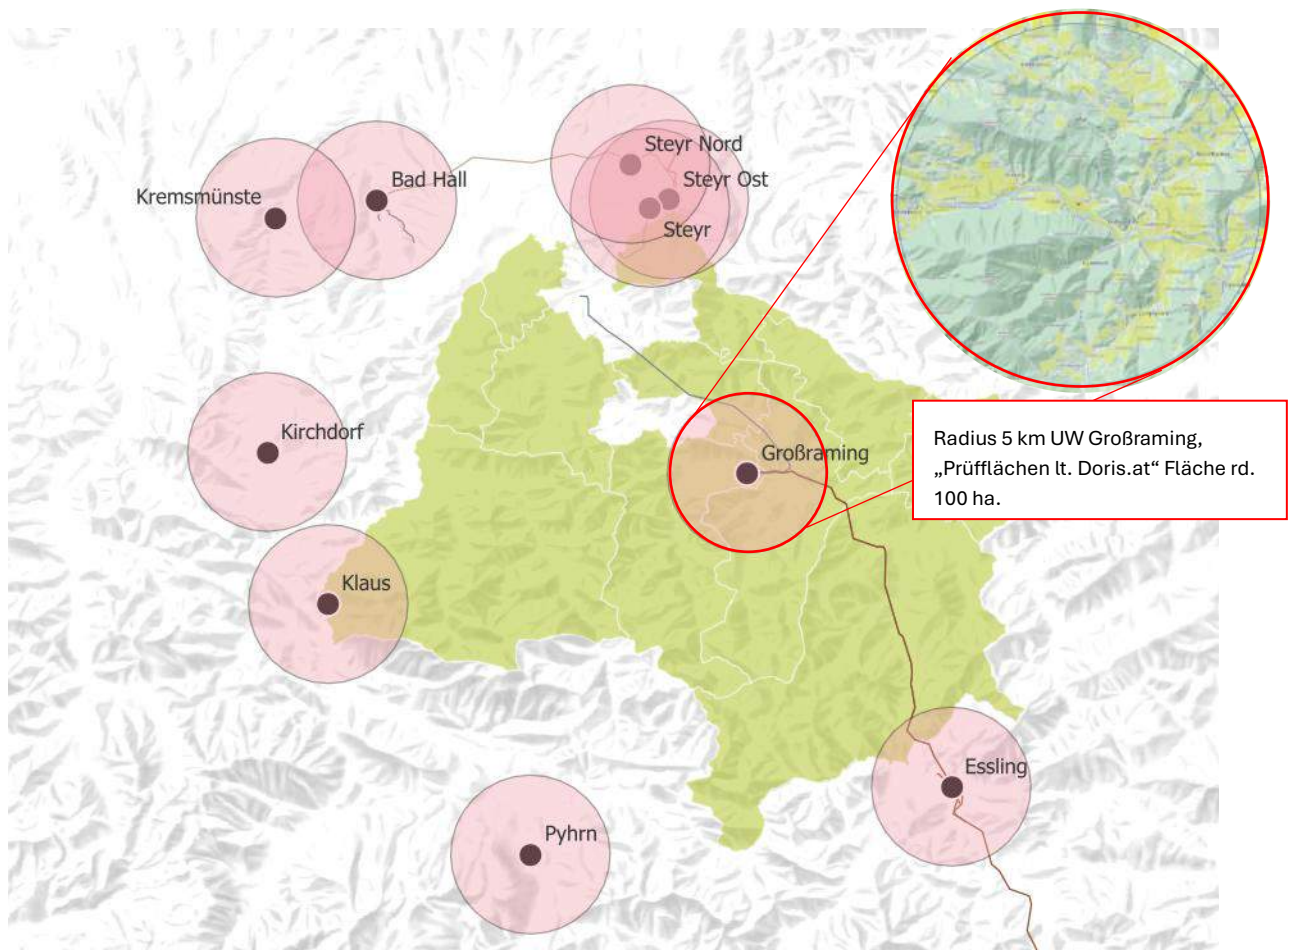 Steyr Nord
Steyr Ost
Bad Hall
Kremsmünste
Steyr
Kirchdorf
Großraming
Radius 5 km UW Großraming,
„Prüfflächen lt. Doris.at“ Fläche rd.
100 ha.
Klaus
Essling
Pyhrn